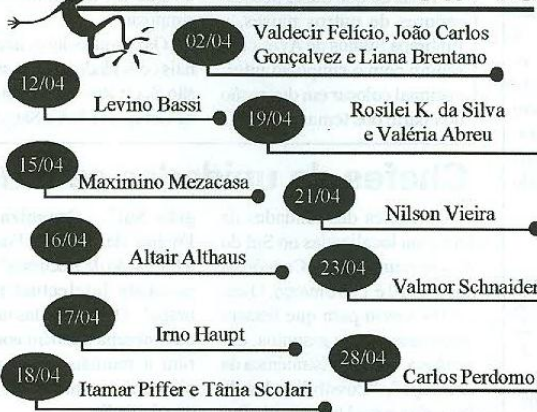 02/04
Valdecir Felício, João Carlos
Gonçalvez e Liana Brentano
12/04
Levino Bassi
19/04
Rosilei K. da Silva
e Valéria Abreu
15/04
Maximino Mezacasa
21/04
Nilson Vieira
16/04
Altair Althaus
23/04
Valmor Schnaider
17/04
Irno Haupt
28/04
Carlos Perdomo
18/04
Itamar Piffer e Tânia Scolari